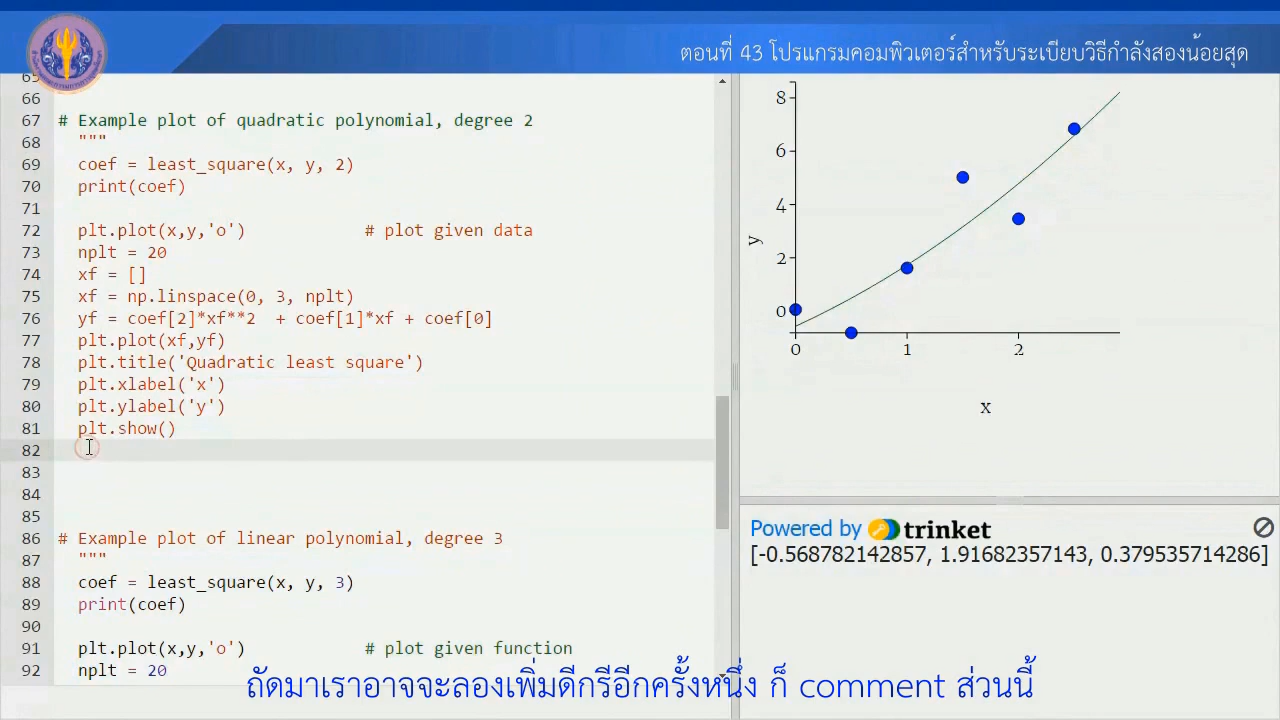 ตอนที่ 43 โปรแกรมคอมพิวเตอร์สำหรับระเบียบวิธีกำลังสองน้อยสุด
65
66
67 # Example plot of quadratic polynomial, degree 2
68 """
69 coef = least_square(x, y, 2)
70 print(coef)
71
72 plt.plot(x,y,'o') # plot given data
73 nplt = 20
74 xf = []
75 xf = np.linspace(0, 3, nplt)
76 yf = coef[2]*xf**2 + coef[1]*xf + coef[0]
77 plt.plot(xf,yf)
78 plt.title('Quadratic least square')
79 plt.xlabel('x')
80 plt.ylabel('y')
81 plt.show()
82
83
84
85
86 # Example plot of linear polynomial, degree 3
87 """
88 coef = least_square(x, y, 3)
89 print(coef)
90
91 plt.plot(x,y,'o') # plot given function
92 nplt = 20
8
6
4
y
2
0
0 1 2
x
Powered by trinket
[-0.568782142857, 1.91682357143, 0.379535714286]
ถัดมาเราอาจจะลองเพิ่มดีกรีอีกครั้งหนึ่ง ก็ comment ส่วนนี้